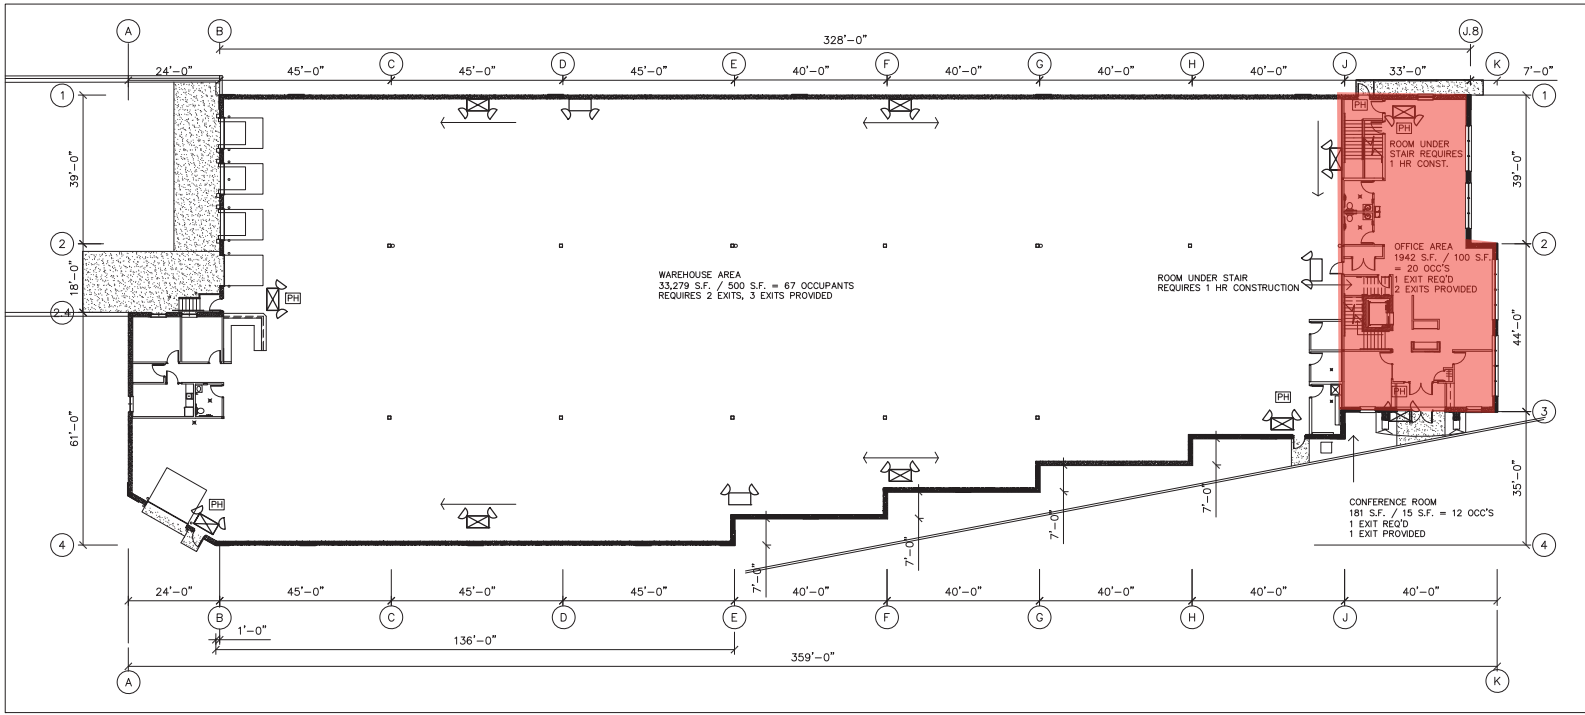 A
B
J.8
328'-0"
C
D
E
F
G
H
J
K
24'-0"
45'-0"
45'-0"
45'-0"
40'-0"
40'-0"
40'-0"
40'-0"
33'-0"
7'-0"
1
1
PH
PH
ROOM UNDER
STAIR REQUIRES
1 HR CONST.
39'-0"
39'-0"
2
2
WAREHOUSE AREA
33,279 S.F. / 500 S.F. = 67 OCCUPANTS
REQUIRES 2 EXITS, 3 EXITS PROVIDED
ROOM UNDER STAIR
REQUIRES 1 HR CONSTRUCTION
OFFICE AREA
1942 S.F. / 100 S.F.
= 20 OCC'S
1 EXIT REQ'D
2 EXITS PROVIDED
18'-0"
PH
2.4
44'-0"
PH
PH
3
61'-0"
35'-0"
PH
CONFERENCE ROOM
181 S.F. / 15 S.F. = 12 OCC'S
1 EXIT REQ'D
1 EXIT PROVIDED
7'-0"
7'-0"
7'-0"
7'-0"
4
4
24'-0"
45'-0"
45'-0"
45'-0"
40'-0"
40'-0"
40'-0"
40'-0"
40'-0"
B
C
D
E
F
G
H
J
1'-0"
136'-0"
359'-0"
A
K